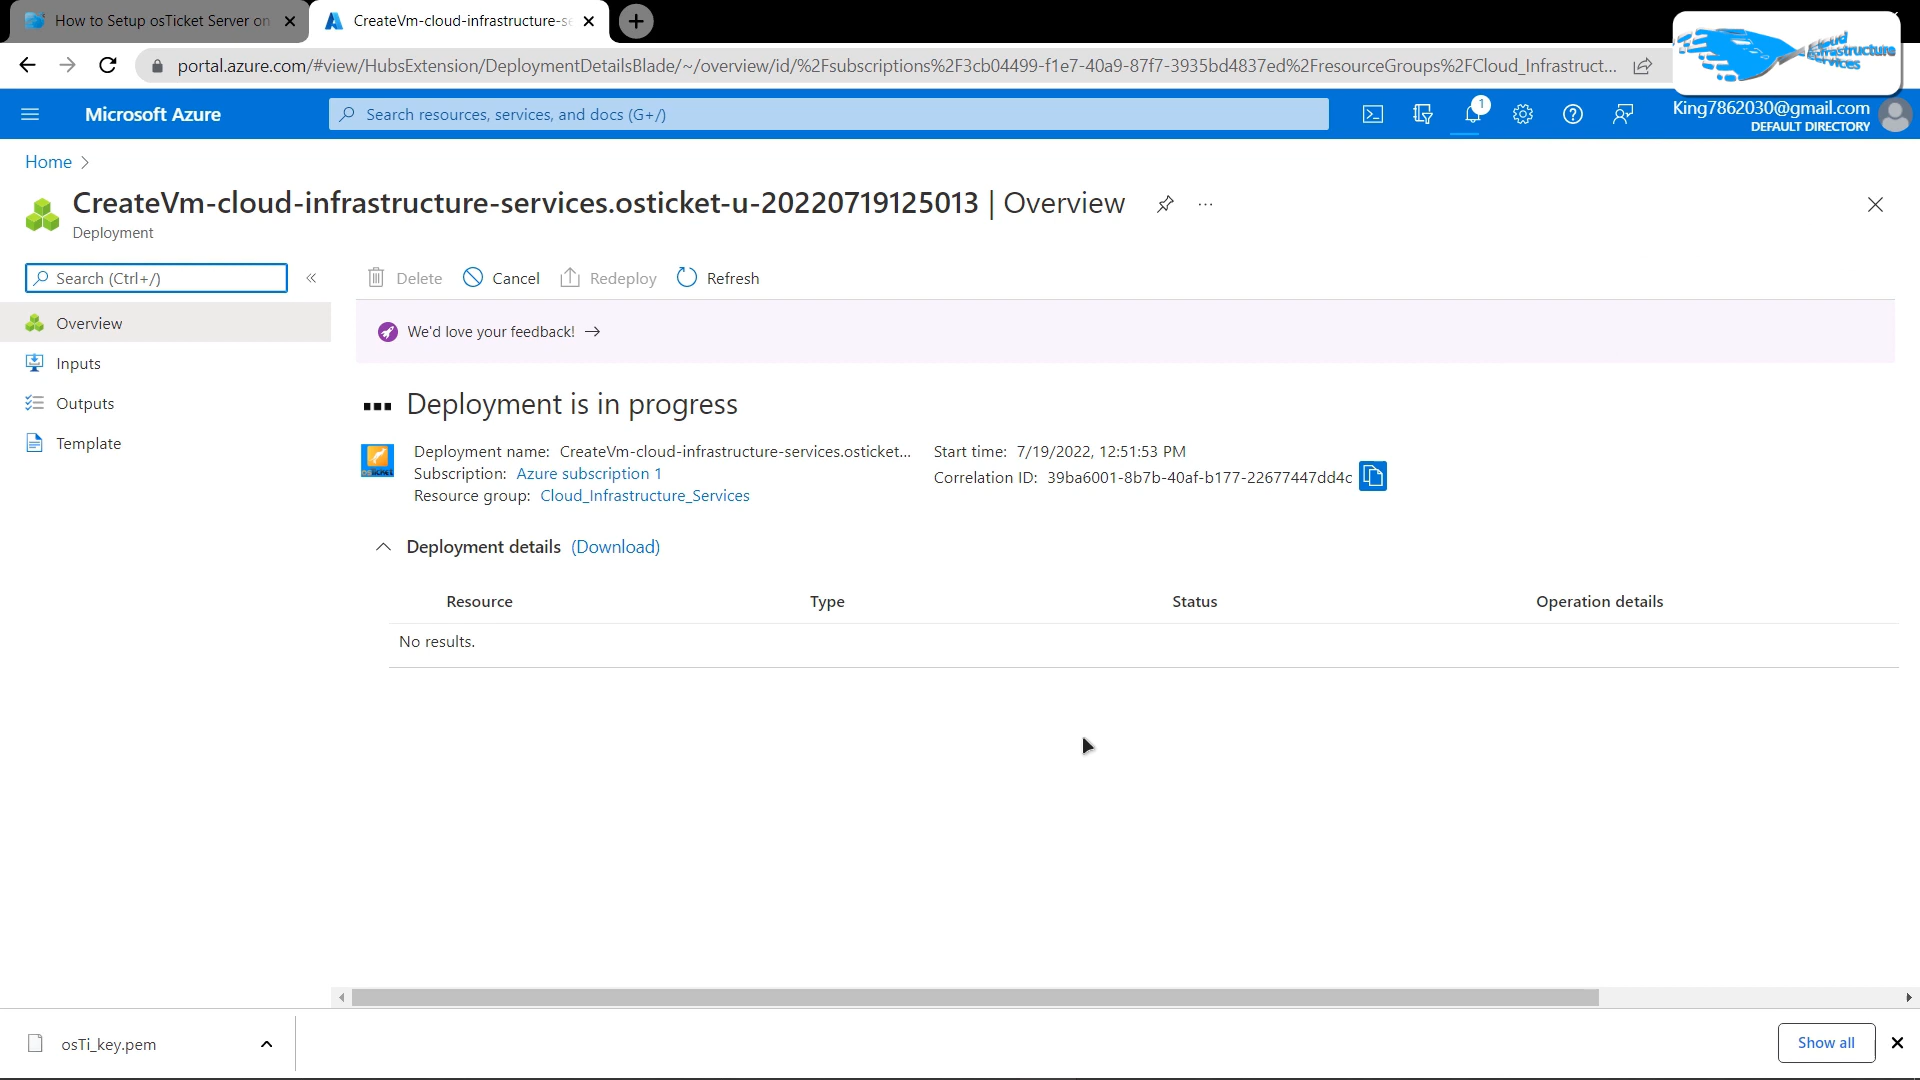 How to Setup osTicket Server on
CreateVm-cloud-infrastructure-se
portal.azure.com/#view/HubsExtension/DeploymentDetailsBlade/~/overview/id/%2Fsubscriptions%2F3cb04499-f1e7-40a9-87f7-3935bd4837ed%2FresourceGroups%2FCloud_Infrastruct...
Cloud
Infrastructure
Services
Microsoft Azure
Search resources, services, and docs (G+/)
1
King7862030@gmail.com
DEFAULT DIRECTORY
Home >
CreateVm-cloud-infrastructure-services.osticket-u-20220719125013 | Overview
...
Deployment
Search (Ctrl+/)
«
Delete
Cancel
Redeploy
Refresh
Overview
We'd love your feedback! →
Inputs
Outputs
Template
Deployment is in progress
Deployment name: CreateVm-cloud-infrastructure-services.osticket...
Subscription: Azure subscription 1
Resource group: Cloud_Infrastructure_Services
Start time: 7/19/2022, 12:51:53 PM
Correlation ID: 39ba6001-8b7b-40af-b177-22677447dd4c
osTicket
Deployment details (Download)
Resource
Type
Status
Operation details
No results.
osTi_key.pem
Show all